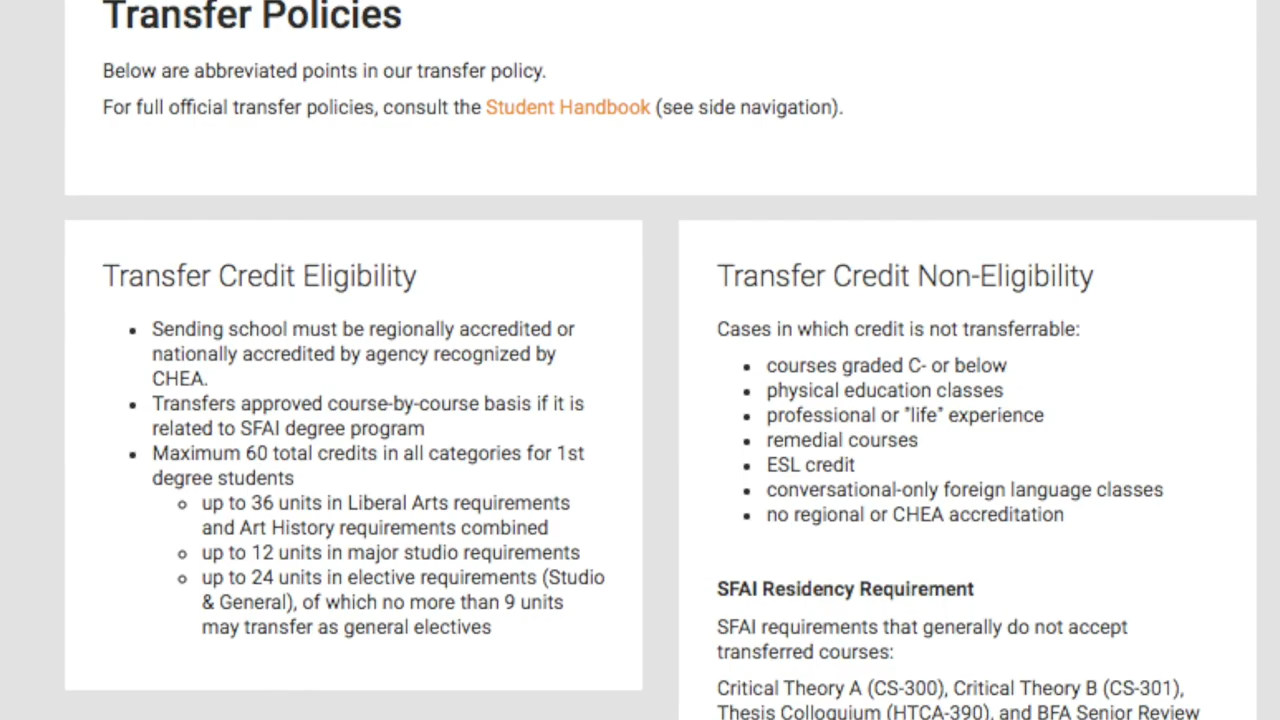 Transfer Policies
Below are abbreviated points in our transfer policy.
For full official transfer policies, consult the Student Handbook (see side navigation).
Transfer Credit Eligibility
• Sending school must be regionally accredited or
nationally accredited by agency recognized by
CHEA.
• Transfers approved course-by-course basis if it is
related to SFAI degree program
• Maximum 60 total credits in all categories for 1st
degree students
◦ up to 36 units in Liberal Arts requirements
and Art History requirements combined
◦ up to 12 units in major studio requirements
◦ up to 24 units in elective requirements (Studio
& General), of which no more than 9 units
may transfer as general electives
Transfer Credit Non-Eligibility
Cases in which credit is not transferrable:
• courses graded C- or below
• physical education classes
• professional or "life" experience
• remedial courses
• ESL credit
• conversational-only foreign language classes
• no regional or CHEA accreditation
SFAI Residency Requirement
SFAI requirements that generally do not accept
transferred courses:
Critical Theory A (CS-300), Critical Theory B (CS-301),
Thesis Colloquium (HTCA-390), and BFA Senior Review